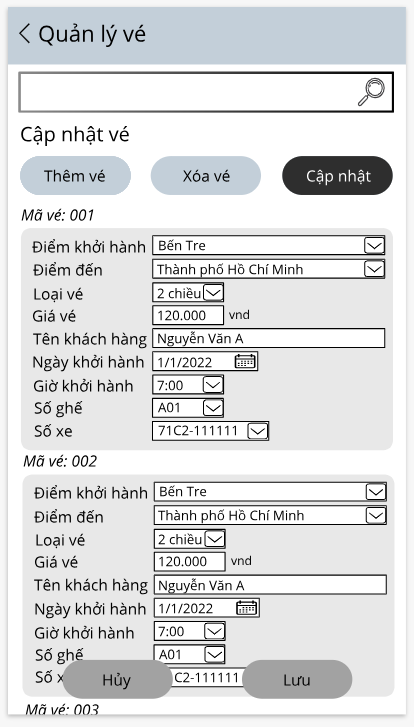 Quản lý vé
Cập nhật vé
Thêm vé Xóa vé Cập nhật
Mã vé: 001
Điểm khởi hành Bến Tre
Điểm đến Thành phố Hồ Chí Minh
Loại vé 2 chiều
Giá vé 120.000 vnd
Tên khách hàng Nguyễn Văn A
Ngày khởi hành 1/1/2022
Giờ khởi hành 7:00
Số ghế A01
Số xe 71C2-111111
Mã vé: 002
Điểm khởi hành Bến Tre
Điểm đến Thành phố Hồ Chí Minh
Loại vé 2 chiều
Giá vé 120.000 vnd
Tên khách hàng Nguyễn Văn A
Ngày khởi hành 1/1/2022
Giờ khởi hành 7:00
Số ghế A01
Số C2-111111
Hủy Lưu
Mã vé: 003